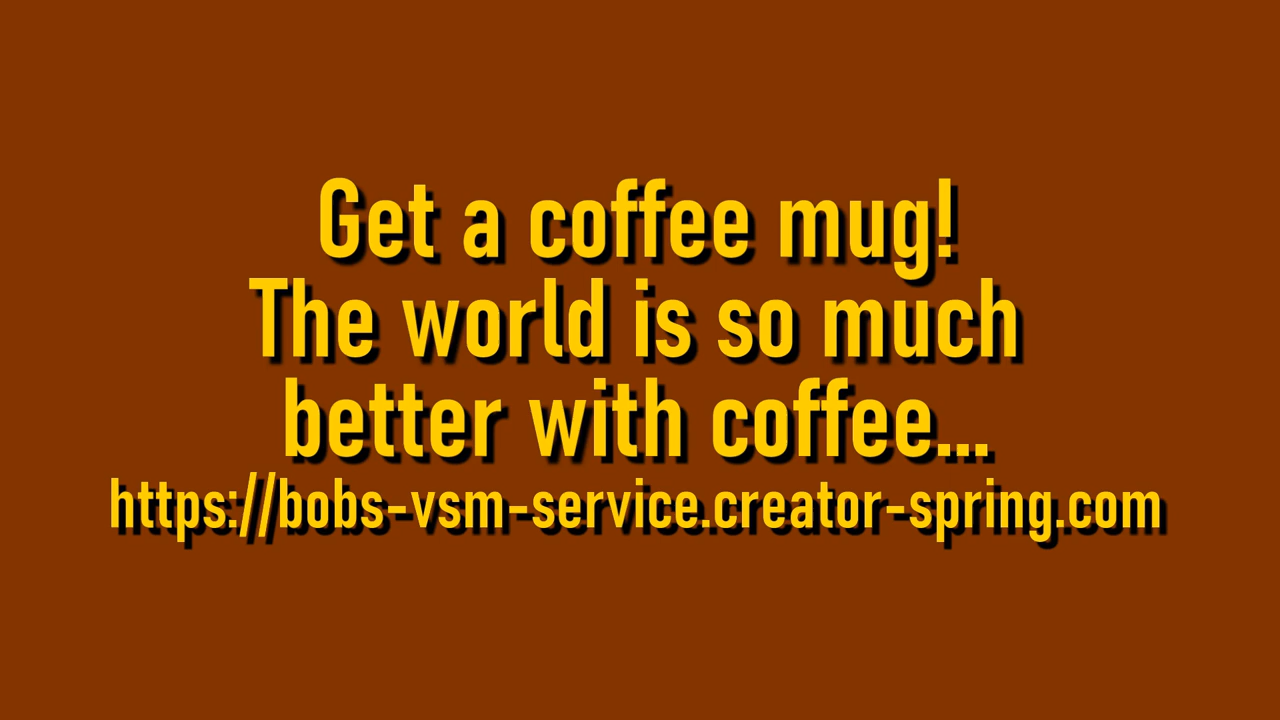 Get a coffee mug!
The world is so much
better with coffee...
https://bobs-vsm-service.creator-spring.com